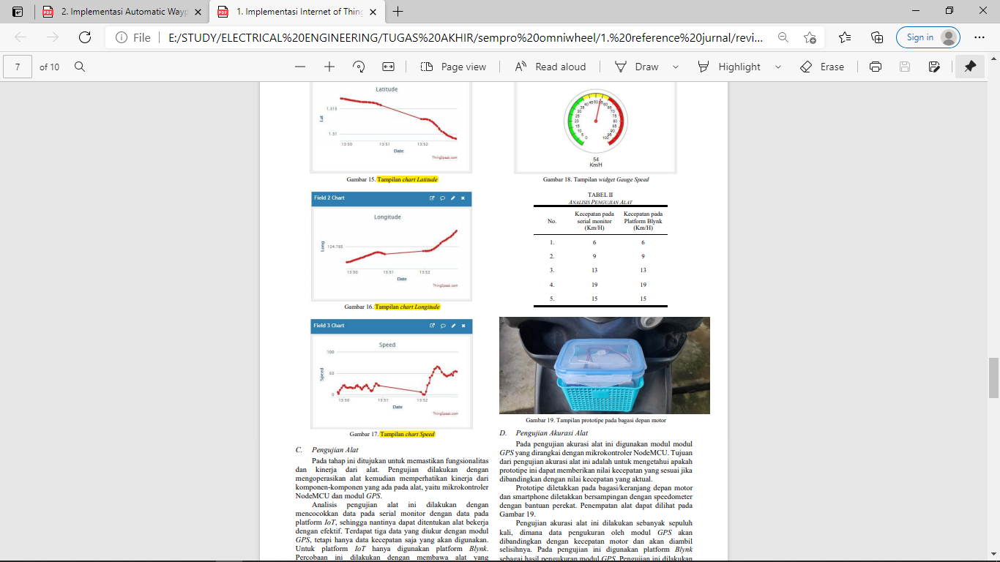 2. Implementasi Automatic Wayp
1. Implementasi Internet of Thing
File
E:/STUDY/ELECTRICAL%20ENGINEERING/TUGAS%20AKHIR/sempro%20omniwheel/1.%20reference%20jurnal/revi...
Sign in
7 of 10
Page view
Read aloud
Draw
Highlight
Erase
Latitude
1.315
1.31
Lat
13:50 13:51 13:52
Date
ThingSpeak.com
Gambar 15. Tampilan chart Latitude
Field 2 Chart
Longitude
124.785
Long
13:50 13:51 13:52
Date
ThingSpeak.com
Gambar 16. Tampilan chart Longitude
Field 3 Chart
Speed
100
50
0
Speed
13:50 13:51 13:52
Date
ThingSpeak.com
Gambar 17. Tampilan chart Speed
C. Pengujian Alat
Pada tahap ini ditujukan untuk memastikan fungsionalitas
dan kinerja dari alat. Pengujian dilakukan dengan
mengoperasikan alat kemudian memperhatikan kinerja dari
komponen-komponen yang ada pada alat, yaitu mikrokontroler
NodeMCU dan modul GPS.
Analisis pengujian alat ini dilakukan dengan
mencocokkan data pada serial monitor dengan data pada
platform IoT, sehingga nantinya dapat ditentukan alat bekerja
dengan efektif. Terdapat tiga data yang diukur dengan modul
GPS, tetapi hanya data kecepatan saja yang akan digunakan.
Untuk platform IoT hanya digunakan platform Blynk.
Percobaan ini dilakukan dengan membawa alat yang
0 5 10 15 20 25 30 35 40 45 50 55 60 65 70 75 80 85 90 95 100
54
Km/H
Gambar 18. Tampilan widget Gauge Speed
TABEL II
ANALISIS PENGUJIAN ALAT
No. Kecepatan pada serial monitor (Km/H) Kecepatan pada Platform Blynk (Km/H)
1. 6 6
2. 9 9
3. 13 13
4. 19 19
5. 15 15
Gambar 19. Tampilan prototipe pada bagasi depan motor
D. Pengujian Akurasi Alat
Pada pengujian akurasi alat ini digunakan modul modul
GPS yang dirangkai dengan mikrokontroler NodeMCU. Tujuan
dari pengujian akurasi alat ini adalah untuk mengetahui apakah
prototipe ini dapat memberikan nilai kecepatan yang sesuai jika
dibandingkan dengan nilai kecepatan yang aktual.
Prototipe diletakkan pada bagasi/keranjang depan motor
dan smartphone diletakkan bersampingan dengan speedometer
dengan bantuan perekat. Penempatan alat dapat dilihat pada
Gambar 19.
Pengujian akurasi alat ini dilakukan sebanyak sepuluh
kali, dimana data pengukuran oleh modul GPS akan
dibandingkan dengan kecepatan motor dan akan diambil
selisihnya. Pada pengujian ini digunakan platform Blynk
sebagai hasil pengukuran modul GPS. Pengujian ini dilakukan